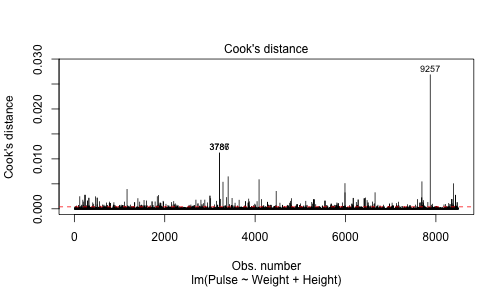 Cook's distance
Cook's distance
0.000
0.010
0.020
0.030
9257
0
2000
4000
6000
8000
Obs. number
lm(Pulse ~ Weight + Height)